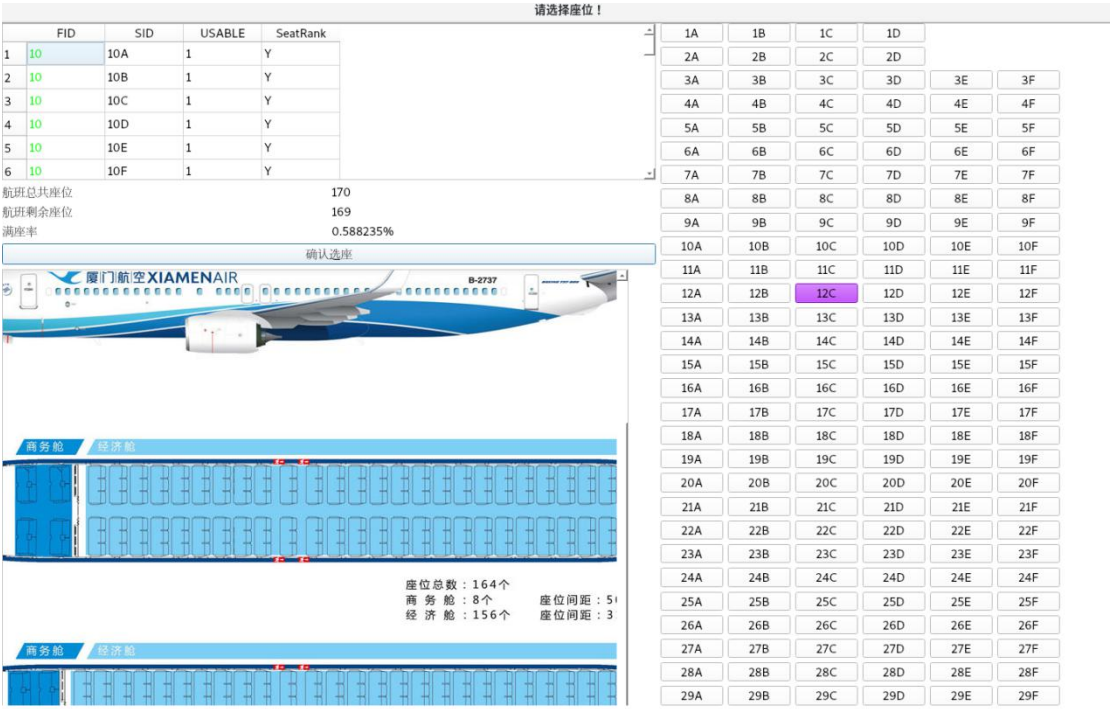 请选择座位！
FID SID USABLE SeatRank
1 10 10A 1 Y
2 10 10B 1 Y
3 10 10C 1 Y
4 10 10D 1 Y
5 10 10E 1 Y
6 10 10F 1 Y
航班总共座位 170
航班剩余座位 169
满座率 0.588235%
确认选座
厦门航空 XIAMENAIR
B-2737
商务舱 经济舱
座位总数：164个
商务舱：8个 座位间距：5
经济舱：156个 座位间距：3
商务舱 经济舱
1A 1B 1C 1D
2A 2B 2C 2D
3A 3B 3C 3D 3E 3F
4A 4B 4C 4D 4E 4F
5A 5B 5C 5D 5E 5F
6A 6B 6C 6D 6E 6F
7A 7B 7C 7D 7E 7F
8A 8B 8C 8D 8E 8F
9A 9B 9C 9D 9E 9F
10A 10B 10C 10D 10E 10F
11A 11B 11C 11D 11E 11F
12A 12B 12C 12D 12E 12F
13A 13B 13C 13D 13E 13F
14A 14B 14C 14D 14E 14F
15A 15B 15C 15D 15E 15F
16A 16B 16C 16D 16E 16F
17A 17B 17C 17D 17E 17F
18A 18B 18C 18D 18E 18F
19A 19B 19C 19D 19E 19F
20A 20B 20C 20D 20E 20F
21A 21B 21C 21D 21E 21F
22A 22B 22C 22D 22E 22F
23A 23B 23C 23D 23E 23F
24A 24B 24C 24D 24E 24F
25A 25B 25C 25D 25E 25F
26A 26B 26C 26D 26E 26F
27A 27B 27C 27D 27E 27F
28A 28B 28C 28D 28E 28F
29A 29B 29C 29D 29E 29F